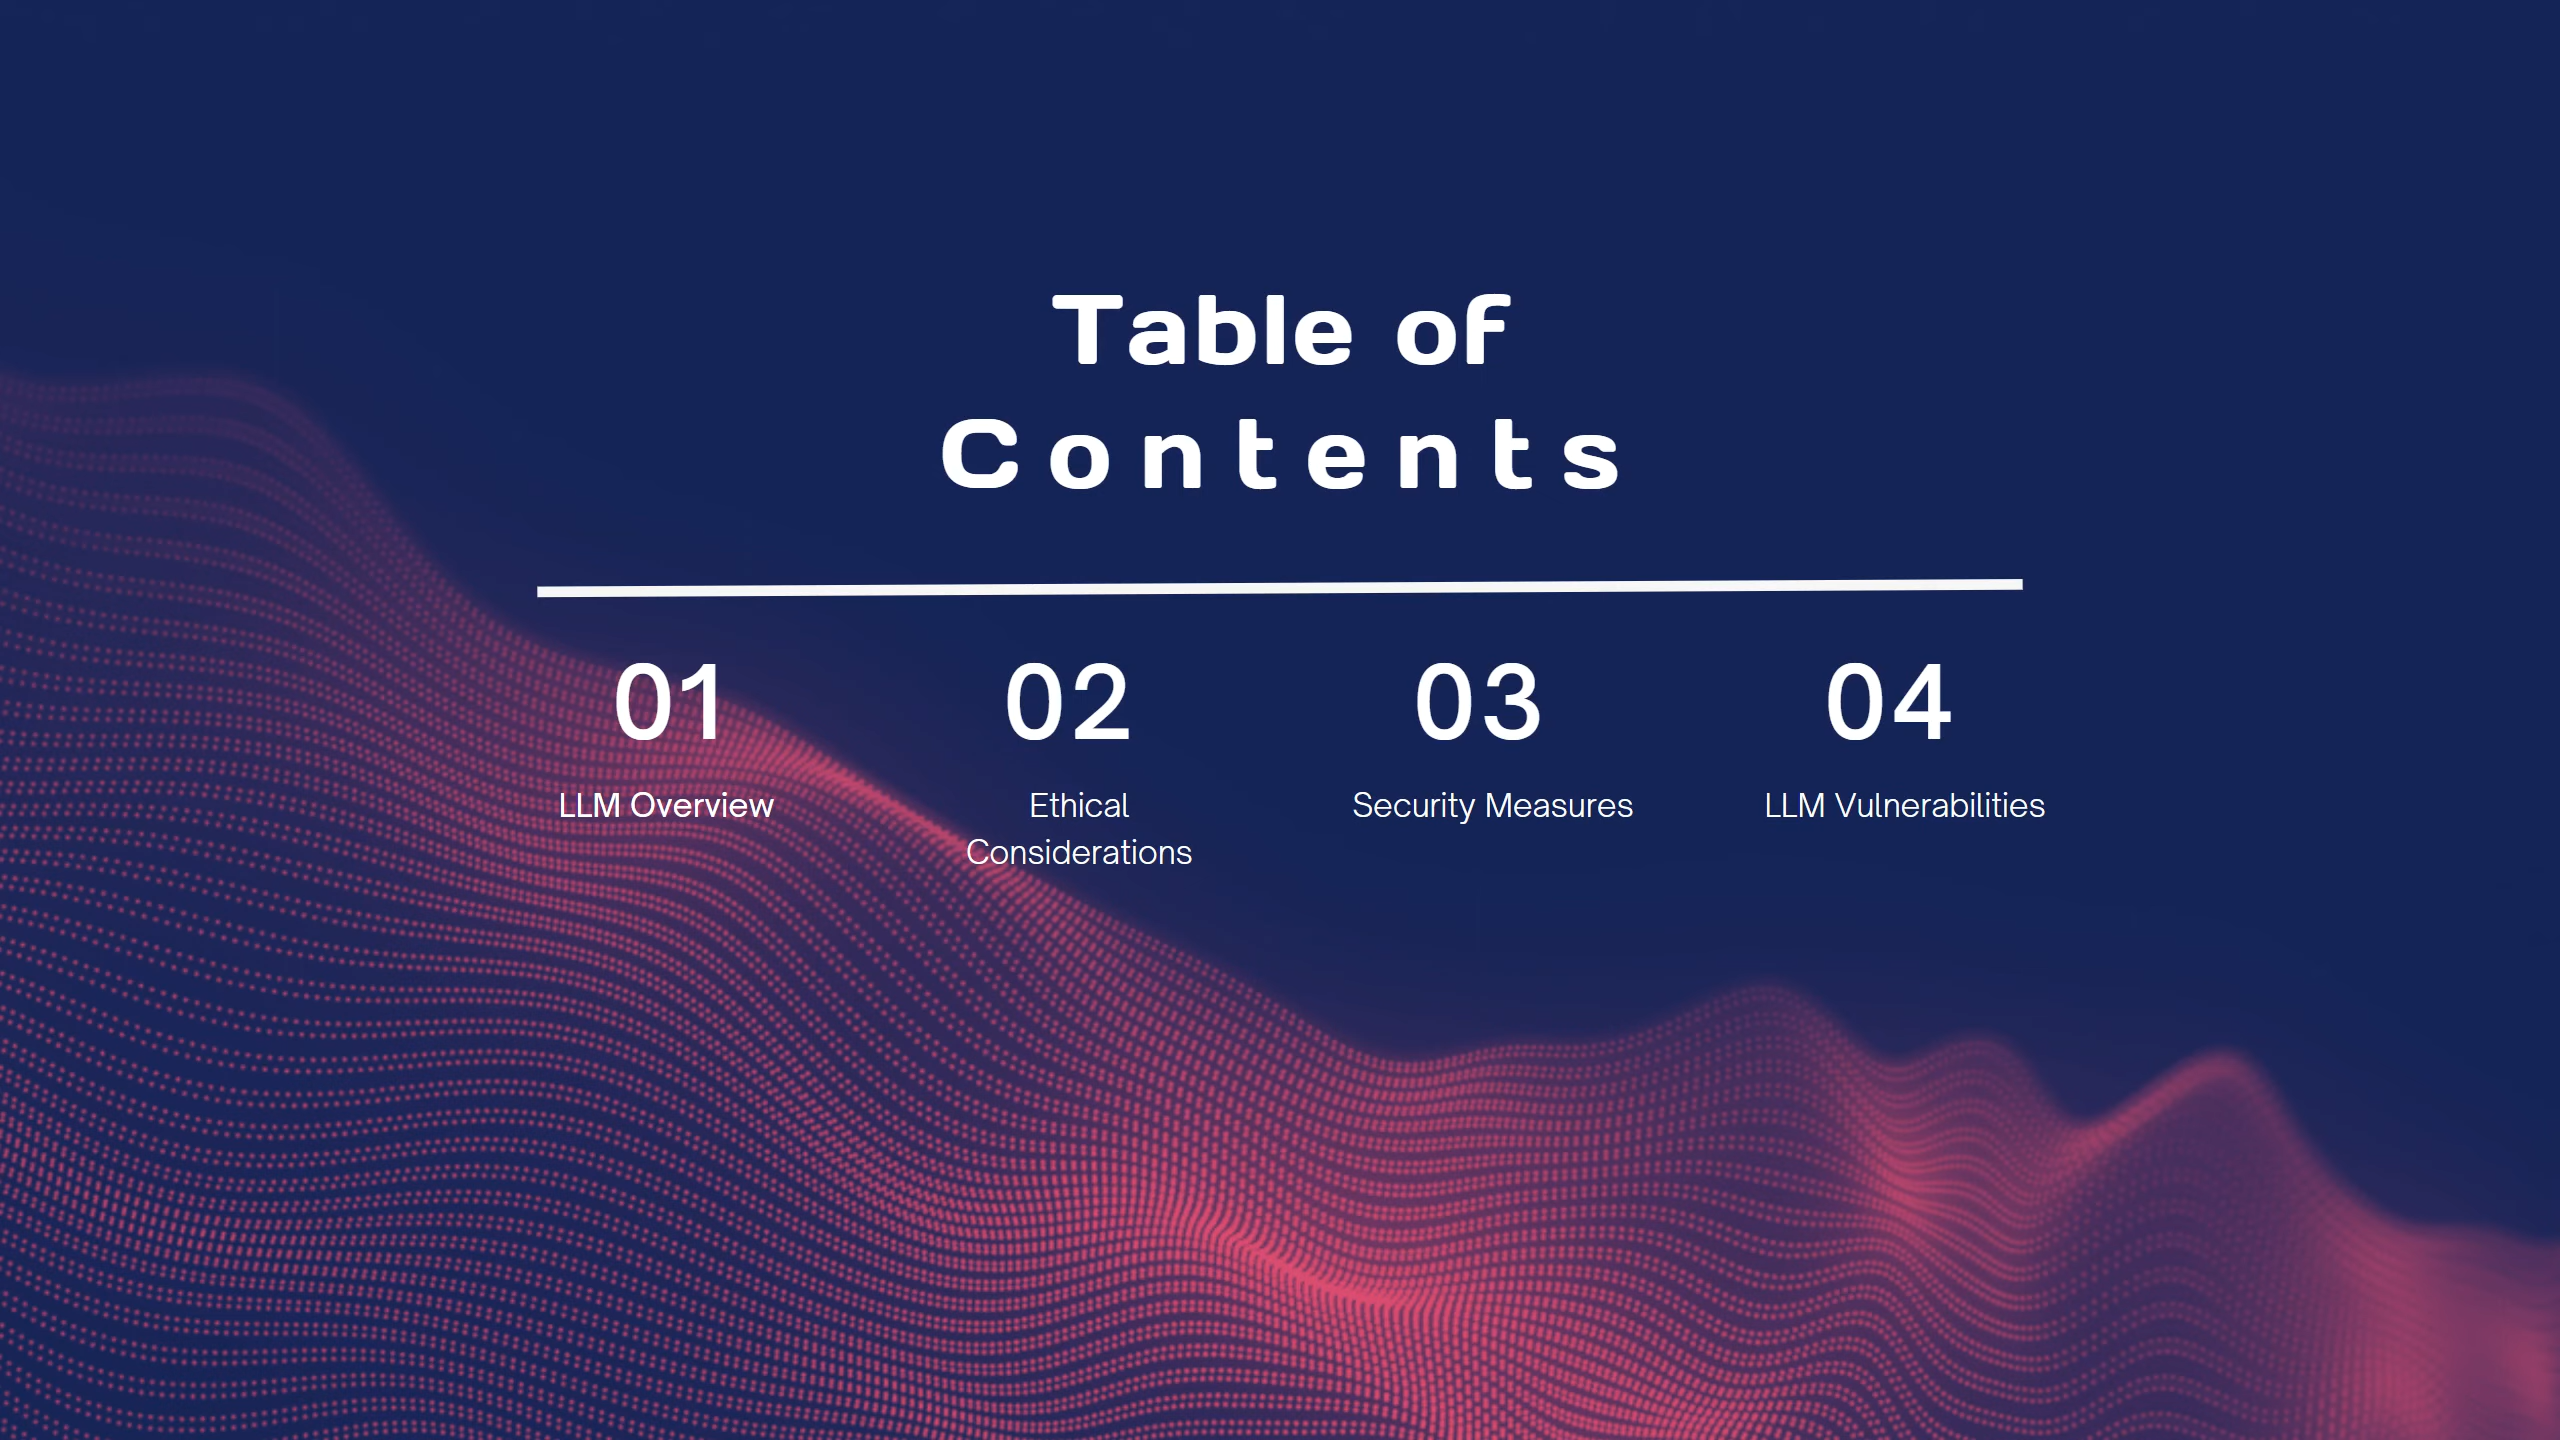 Table of
Contents
01
LLM Overview
02
Ethical
Considerations
03
Security Measures
04
LLM Vulnerabilities